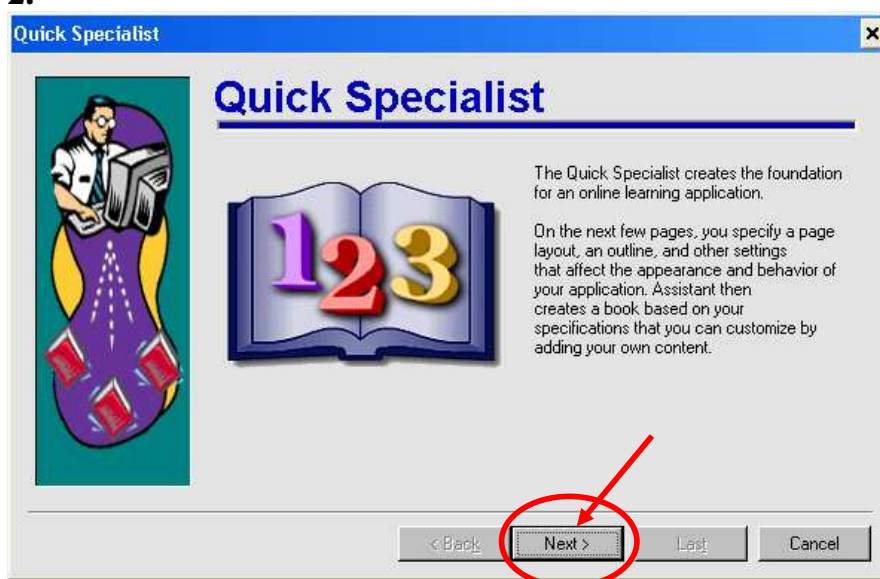 2.
Quick Specialist
Quick Specialist
The Quick Specialist creates the foundation
for an online learning application.
On the next few pages, you specify a page
layout, an outline, and other settings
that affect the appearance and behavior of
your application. Assistant then
creates a book based on your
specifications that you can customize by
adding your own content.
123
< Back
Next >
Last
Cancel